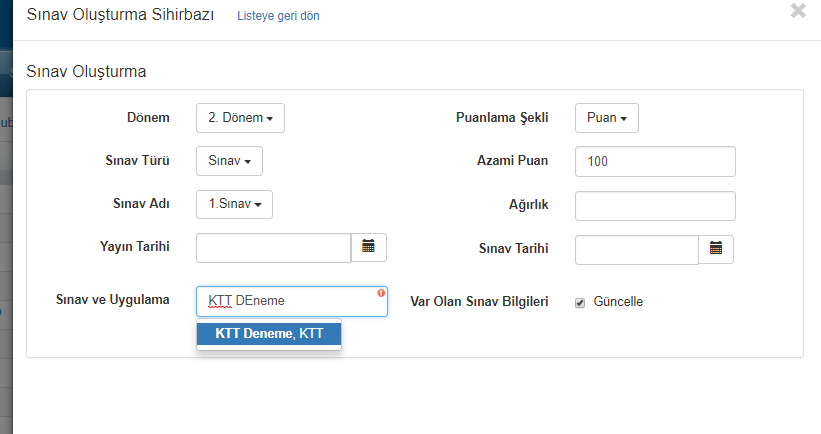 Sınav Oluşturma Sihirbazı Listeye geri dön
Sınav Oluşturma
Dönem 2. Dönem Puanlama Şekli Puan
Sınav Türü Sınav Azami Puan 100
Sınav Adı 1.Sınav Ağırlık
Yayın Tarihi Sınav Tarihi
Sınav ve Uygulama KTT DEneme Var Olan Sınav Bilgileri Güncelle
KTT Deneme, KTT